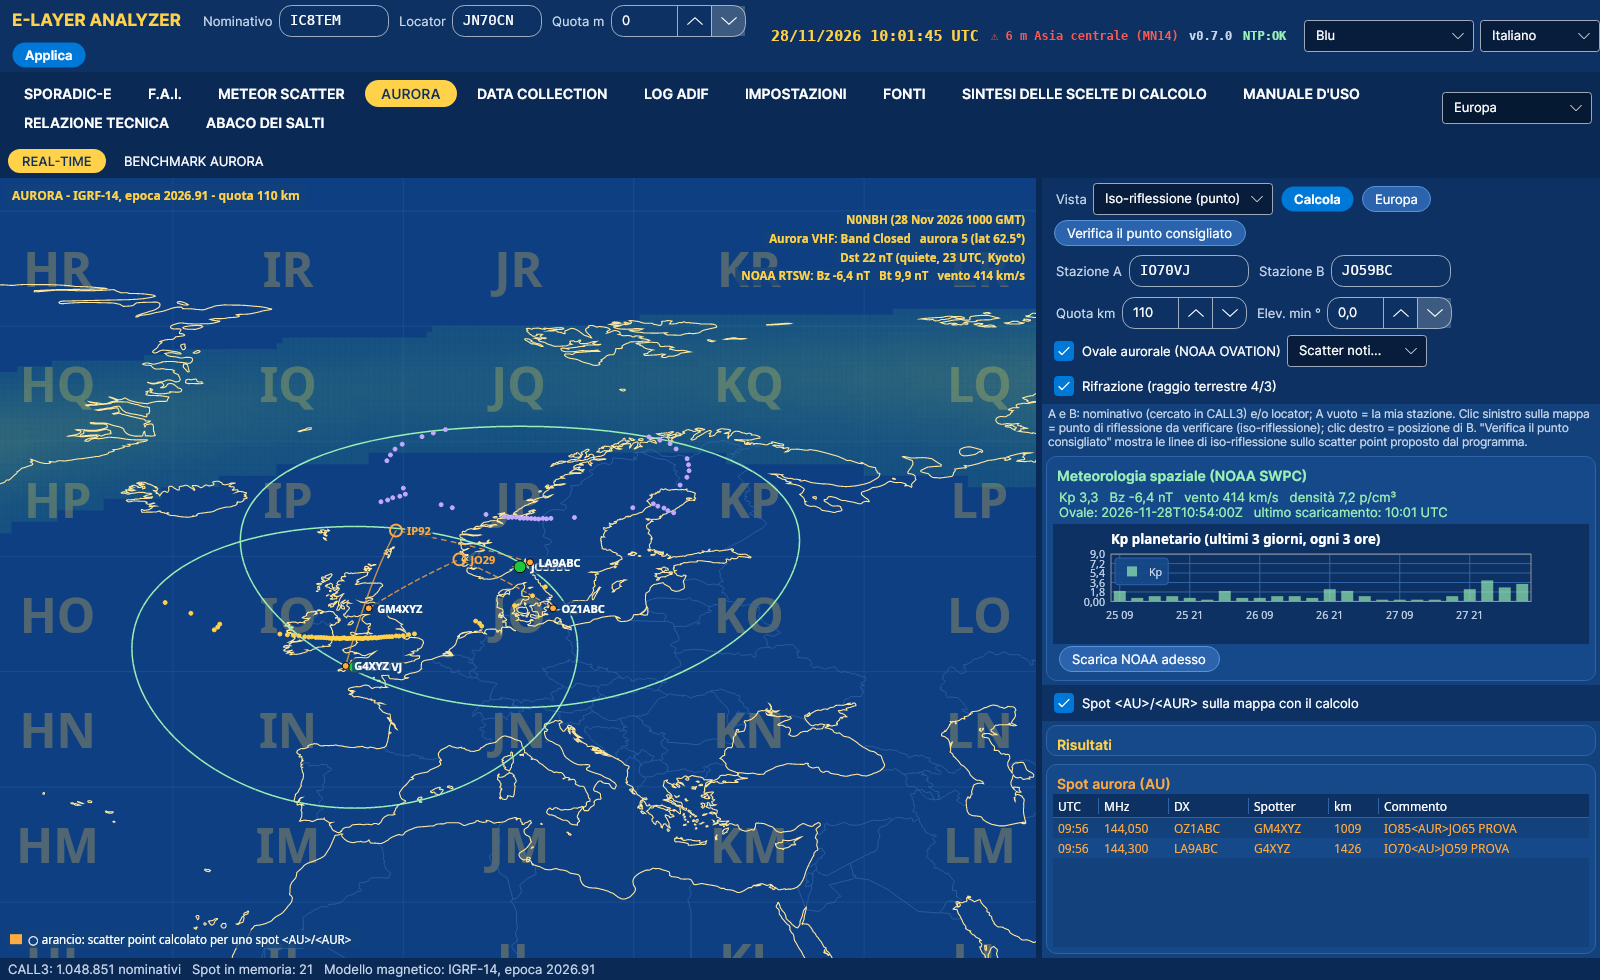 E-LAYER ANALYZER
Nominativo IC8TEM Locator JN70CN Quota m 0
Applica
28/11/2026 10:01:45 UTC ⚠ 6 m Asia centrale (MN14) v0.7.0 NTP:OK Blu Italiano
SPORADIC-E F.A.I. METEOR SCATTER AURORA DATA COLLECTION LOG ADIF IMPOSTAZIONI FONTI SINTESI DELLE SCELTE DI CALCOLO MANUALE D'USO
RELAZIONE TECNICA ABACO DEI SALTI
Europa
REAL-TIME BENCHMARK AURORA
AURORA - IGRF-14, epoca 2026.91 - quota 110 km
N0NBH (28 Nov 2026 1000 GMT)
Aurora VHF: Band Closed aurora 5 (lat 62.5°)
Dst 22 nT (quiete, 23 UTC, Kyoto)
NOAA RTSW: Bz -6,4 nT Bt 9,9 nT vento 414 km/s
HR IR JR KR
HQ IQ JQ KQ LQ
HP IP JP KP LP
IP92
JO29
LA9ABC
GM4XYZ
OZ1ABC
HO IO JO KO LO
G4XYZ VJ
HN IN JN KN LN
HM IM JM KM LM
arancio: scatter point calcolato per uno spot <AU>/<AUR>
CALL3: 1.048.851 nominativi Spot in memoria: 21 Modello magnetico: IGRF-14, epoca 2026.91
Vista Iso-riflessione (punto) Calcola Europa
Verifica il punto consigliato
Stazione A IO70VJ Stazione B JO59BC
Quota km 110 Elev. min ° 0,0
Ovale aurorale (NOAA OVATION) Scatter noti...
Rifrazione (raggio terrestre 4/3)
A e B: nominativo (cercato in CALL3) e/o locator; A vuoto = la mia stazione. Clic sinistro sulla mappa
= punto di riflessione da verificare (iso-riflessione); clic destro = posizione di B. "Verifica il punto
consigliato" mostra le linee di iso-riflessione sullo scatter point proposto dal programma.
Meteorologia spaziale (NOAA SWPC)
Kp 3,3 Bz -6,4 nT vento 414 km/s densità 7,2 p/cm³
Ovale: 2026-11-28T10:54:00Z ultimo scaricamento: 10:01 UTC
Kp planetario (ultimi 3 giorni, ogni 3 ore)
9,0
7,2
5,4
3,6
1,8
0,00
Kp
25 09 25 21 26 09 26 21 27 09 27 21
Scarica NOAA adesso
Spot <AU>/<AUR> sulla mappa con il calcolo
Risultati
Spot aurora (AU)
UTC MHz DX Spotter km Commento
09:56 144,050 OZ1ABC GM4XYZ 1009 IO85<AUR>JO65 PROVA
09:56 144,300 LA9ABC G4XYZ 1426 IO70<AU>JO59 PROVA